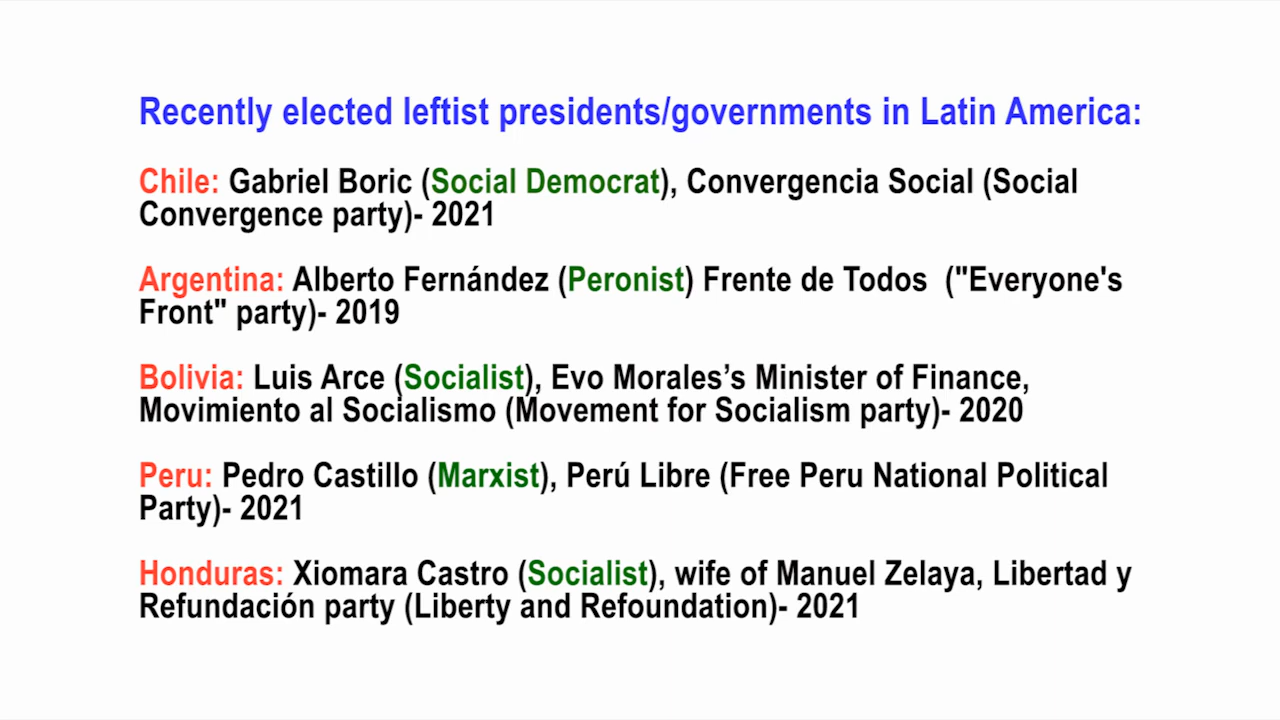 Recently elected leftist presidents/governments in Latin America:
Chile: Gabriel Boric (Social Democrat), Convergencia Social (Social
Convergence party)- 2021
Argentina: Alberto Fernández (Peronist) Frente de Todos  ("Everyone's
Front" party)- 2019
Bolivia: Luis Arce (Socialist), Evo Morales’s Minister of Finance,
Movimiento al Socialismo (Movement for Socialism party)- 2020
Peru: Pedro Castillo (Marxist), Perú Libre (Free Peru National Political
Party)- 2021
Honduras: Xiomara Castro (Socialist), wife of Manuel Zelaya, Libertad y
Refundación party (Liberty and Refoundation)- 2021